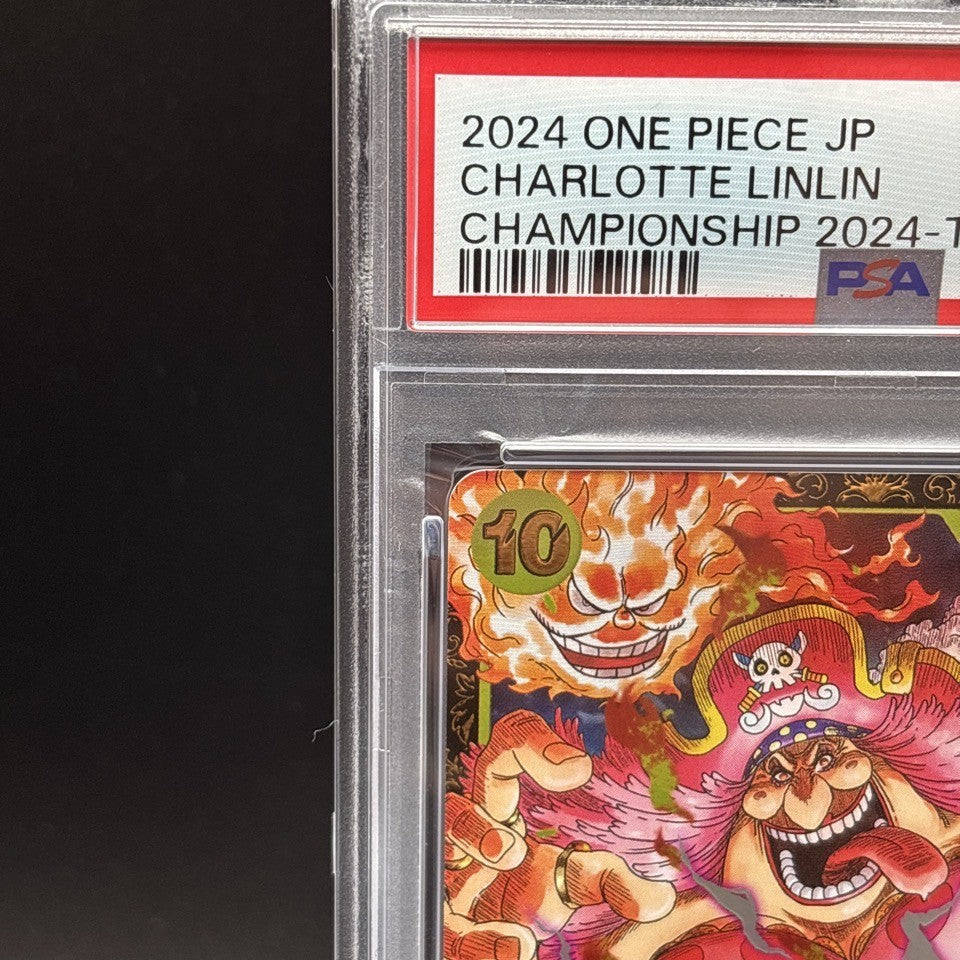 2024 ONE PIECE JP
CHARLOTTE LINLIN
CHAMPIONSHIP 2024-T
PSA
10